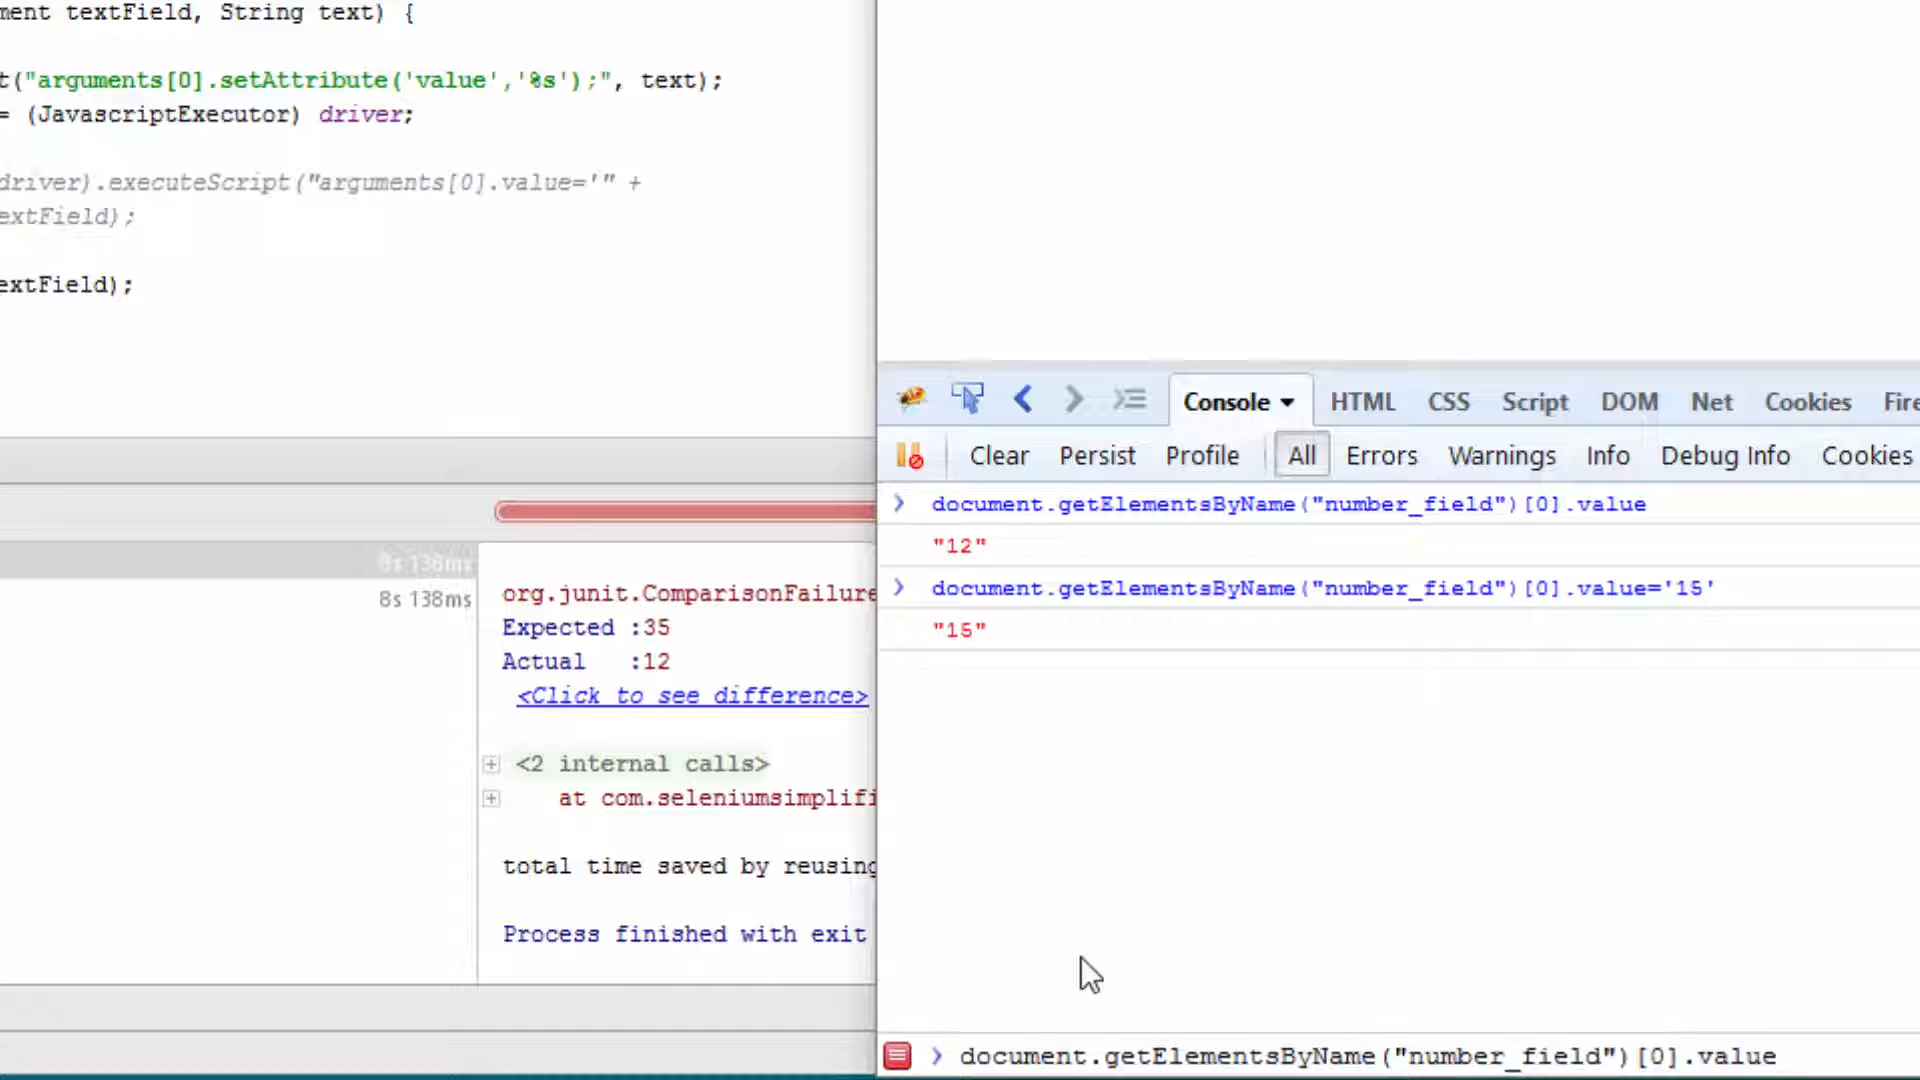 ment textField, String text) {
t("arguments[0].setAttribute('value','%s');", text);
= (JavascriptExecutor) driver;
driver).executeScript("arguments[0].value='" +
extField);
extField);
8s 138ms
8s 138ms
org.junit.ComparisonFailure
Expected :35
Actual :12
<Click to see difference>
<2 internal calls>
at com.seleniumsimplifi
total time saved by reusing
Process finished with exit
Console HTML CSS Script DOM Net Cookies Fire
Clear Persist Profile All Errors Warnings Info Debug Info Cookies
document.getElementsByName("number_field")[0].value
"12"
document.getElementsByName("number_field")[0].value='15'
"15"
document.getElementsByName("number_field")[0].value